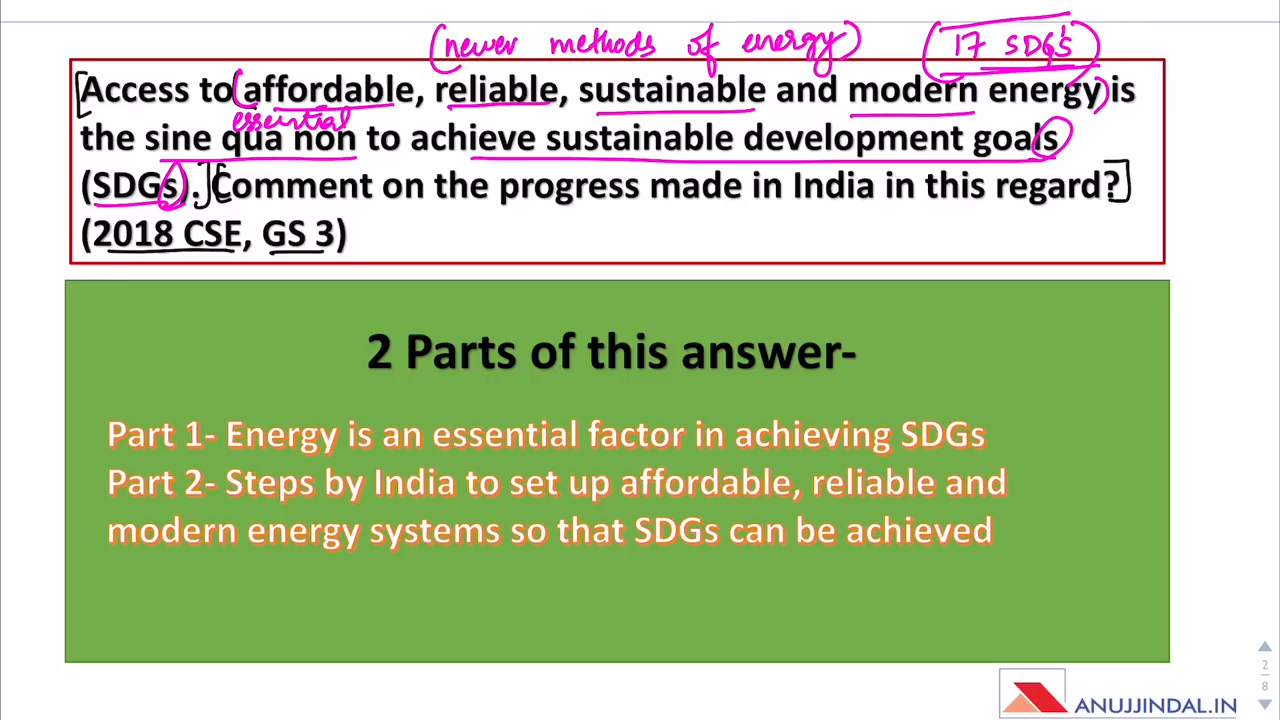 (newer methods of energy) (17 SDG's)
[Access to (affordable, reliable, sustainable and modern energy) is
essential
the sine qua non to achieve sustainable development goals
(SDGs).] [Comment on the progress made in India in this regard?]
(2018 CSE, GS 3)
2 Parts of this answer-
Part 1- Energy is an essential factor in achieving SDGs
Part 2- Steps by India to set up affordable, reliable and
modern energy systems so that SDGs can be achieved
2
8
ANUJJINDAL.IN